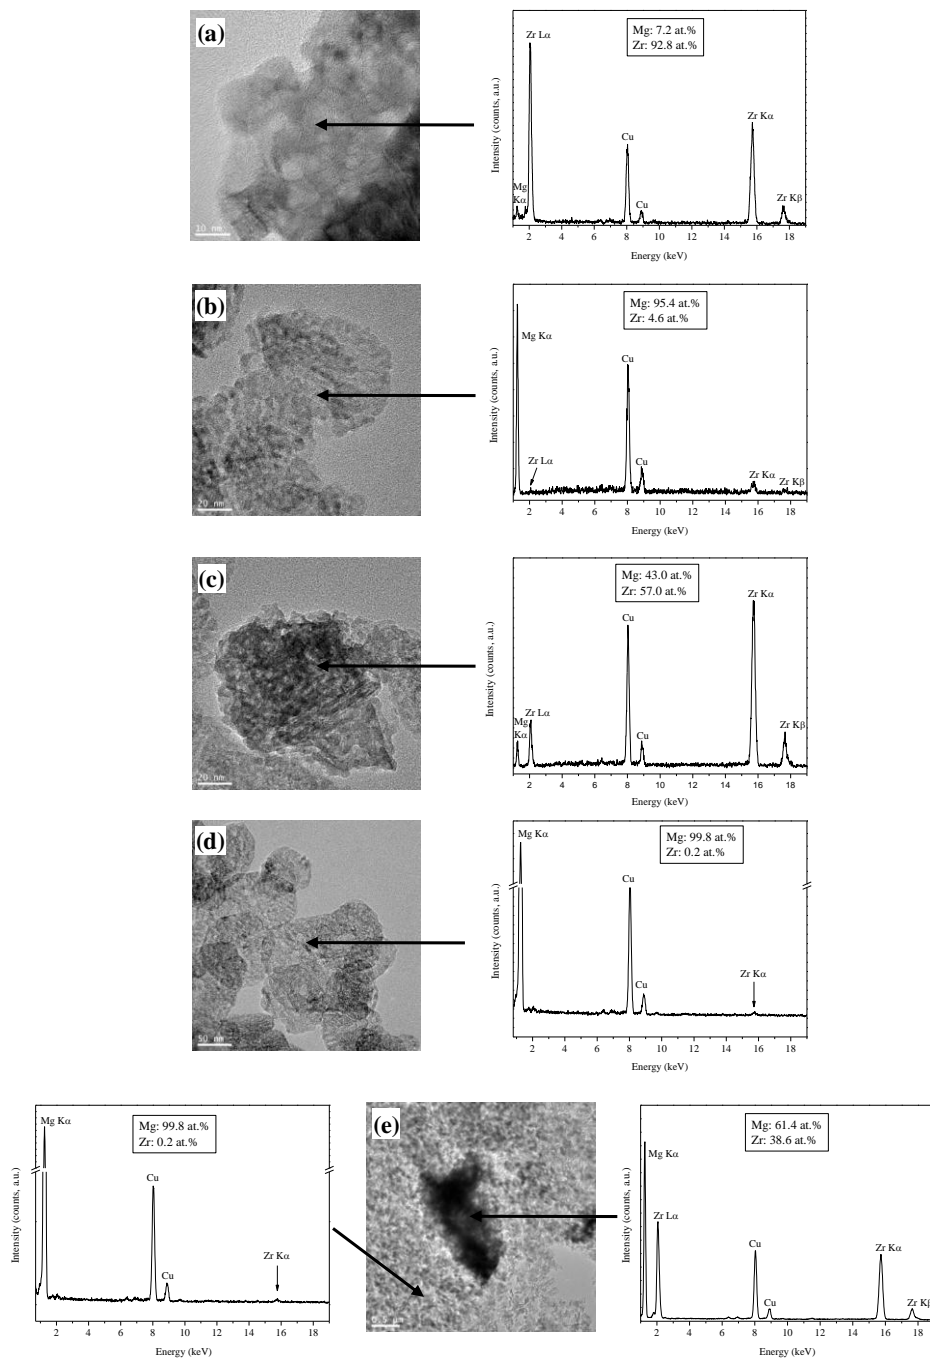 (a)
10 nm
Mg: 7.2 at.%
Zr: 92.8 at.%
Zr Lα
Cu
Zr Kα
Mg
Kα
Cu
Zr Kβ
Intensity (counts, a.u.)
2 4 6 8 10 12 14 16 18
Energy (keV)
(b)
20 nm
Mg: 95.4 at.%
Zr: 4.6 at.%
Mg Kα
Cu
Zr Lα
Cu
Zr Kα
Zr Kβ
Intensity (counts, a.u.)
2 4 6 8 10 12 14 16 18
Energy (keV)
(c)
20 nm
Mg: 43.0 at.%
Zr: 57.0 at.%
Zr Kα
Cu
Zr Lα
Mg
Kα
Cu
Zr Kβ
Intensity (counts, a.u.)
2 4 6 8 10 12 14 16 18
Energy (keV)
(d)
50 nm
Mg: 99.8 at.%
Zr: 0.2 at.%
Mg Kα
Cu
Cu
Zr Kα
Intensity (counts, a.u.)
2 4 6 8 10 12 14 16 18
Energy (keV)
Mg: 99.8 at.%
Zr: 0.2 at.%
Mg Kα
Cu
Cu
Zr Kα
Intensity (counts, a.u.)
2 4 6 8 10 12 14 16 18
Energy (keV)
(e)
Mg: 61.4 at.%
Zr: 38.6 at.%
Mg Kα
Zr Lα
Cu
Cu
Zr Kα
Zr Kβ
Intensity (counts, a.u.)
2 4 6 8 10 12 14 16 18
Energy (keV)